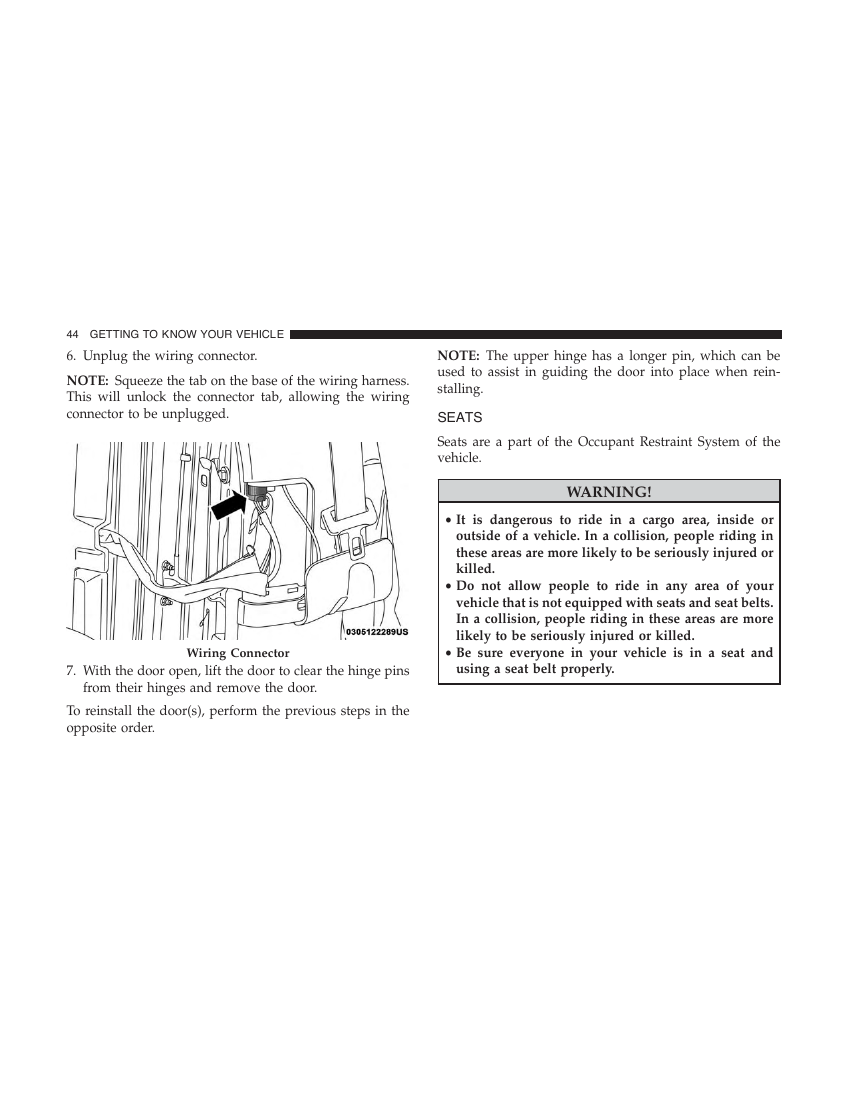 44 GETTING TO KNOW YOUR VEHICLE
6. Unplug the wiring connector.
NOTE: Squeeze the tab on the base of the wiring harness.
This will unlock the connector tab, allowing the wiring
connector to be unplugged.
0305122289US
Wiring Connector
7. With the door open, lift the door to clear the hinge pins
from their hinges and remove the door.
To reinstall the door(s), perform the previous steps in the
opposite order.
NOTE: The upper hinge has a longer pin, which can be
used to assist in guiding the door into place when rein-
stalling.
SEATS
Seats are a part of the Occupant Restraint System of the
vehicle.
WARNING!
• It is dangerous to ride in a cargo area, inside or
outside of a vehicle. In a collision, people riding in
these areas are more likely to be seriously injured or
killed.
• Do not allow people to ride in any area of your
vehicle that is not equipped with seats and seat belts.
In a collision, people riding in these areas are more
likely to be seriously injured or killed.
• Be sure everyone in your vehicle is in a seat and
using a seat belt properly.